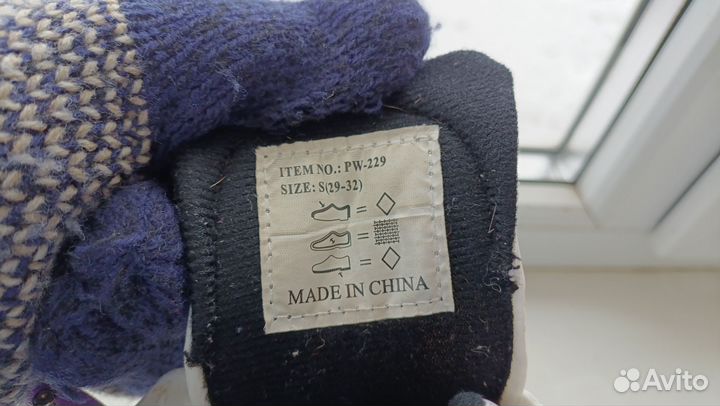 ITEM NO.: PW-229
SIZE: S(29-32)
=
=
=
MADE IN CHINA
Avito